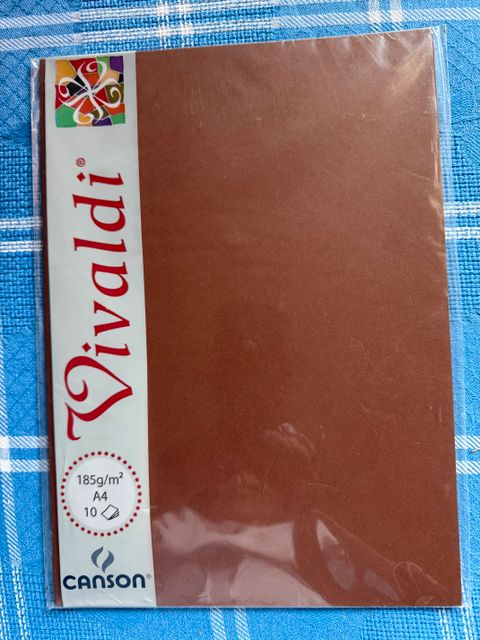 Vivaldi®
185g/m²
A4
10
CANSON®